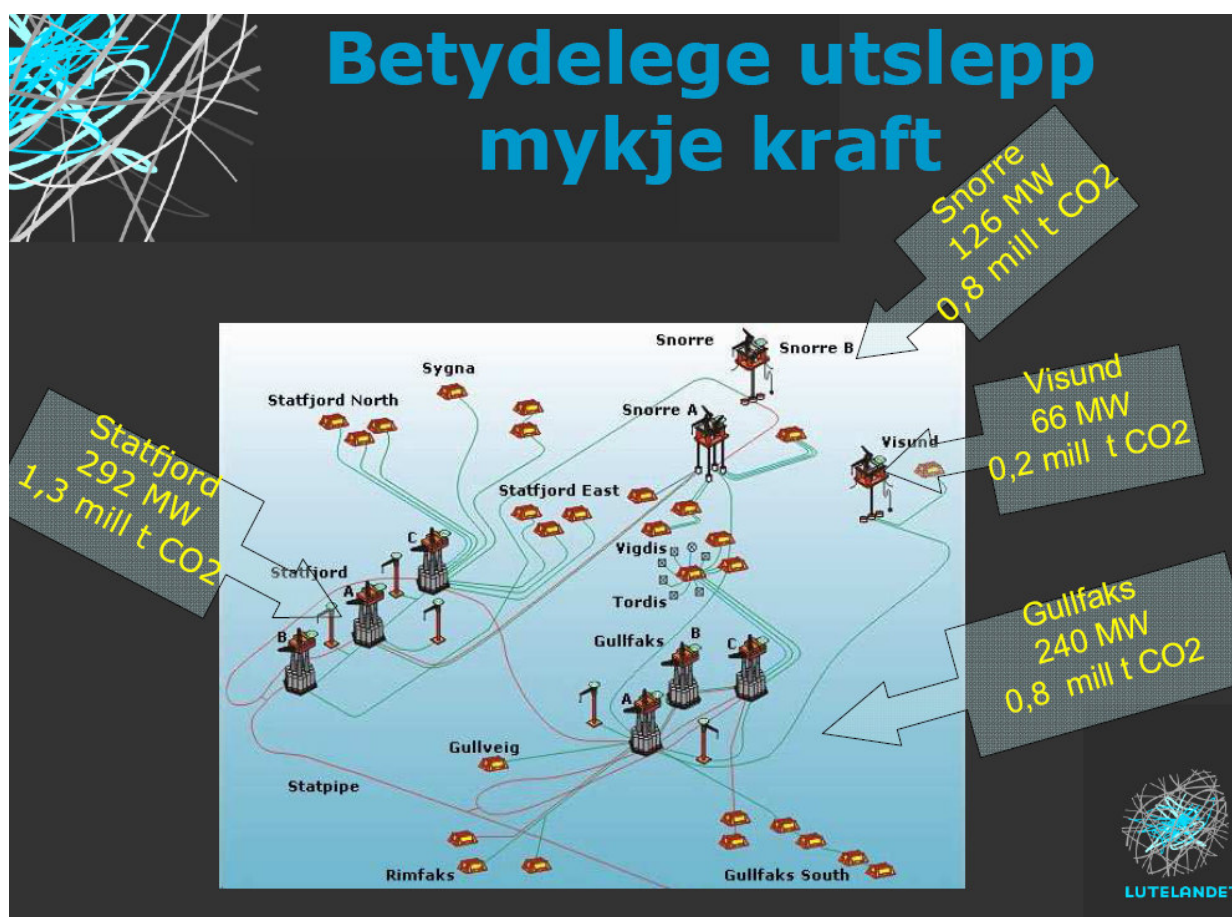 Betydelege utslepp
mykje kraft
Snorre
126 MW
0,8 mill t CO2
Visund
66 MW
0,2 mill t CO2
Statfjord
292 MW
1,3 mill t CO2
Gullfaks
240 MW
0,8 mill t CO2
Snorre
Snorre B
Sygna
Statfjord North
Snorre A
Visund
Statfjord East
C
Vigdis
Statfjord
A
Tordis
B
Gullfaks
B
C
A
Gullveig
Statpipe
Rimfaks
Gullfaks South
LUTELANDET